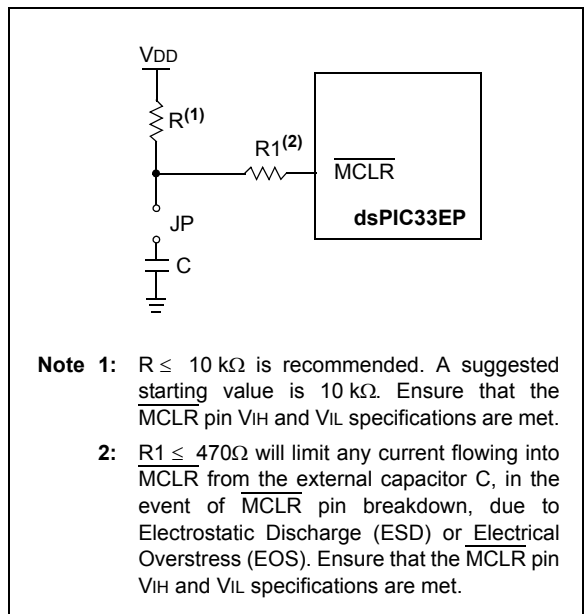 VDD
R(1)
R1(2)
MCLR
JP
dsPIC33EP
C
Note 1: R ≤ 10 kΩ is recommended. A suggested
starting value is 10 kΩ. Ensure that the
MCLR pin VIH and VIL specifications are met.
2: R1 ≤ 470Ω will limit any current flowing into
MCLR from the external capacitor C, in the
event of MCLR pin breakdown, due to
Electrostatic Discharge (ESD) or Electrical
Overstress (EOS). Ensure that the MCLR pin
VIH and VIL specifications are met.